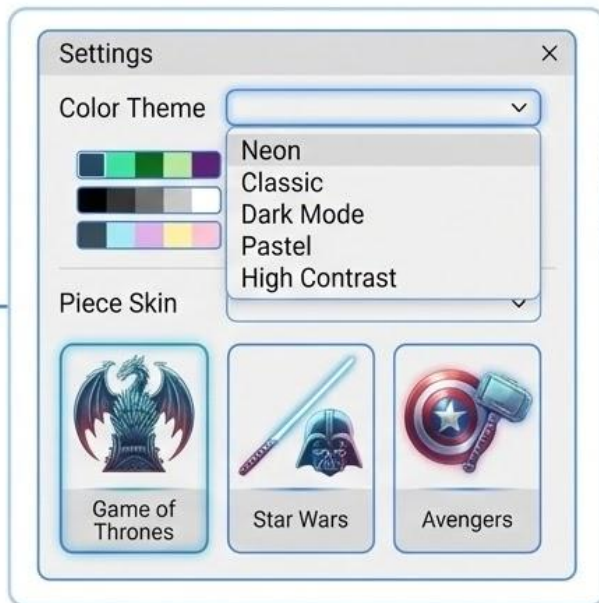 Settings
Color Theme
Neon
Classic
Dark Mode
Pastel
High Contrast
Piece Skin
Game of
Thrones
Star Wars
Avengers